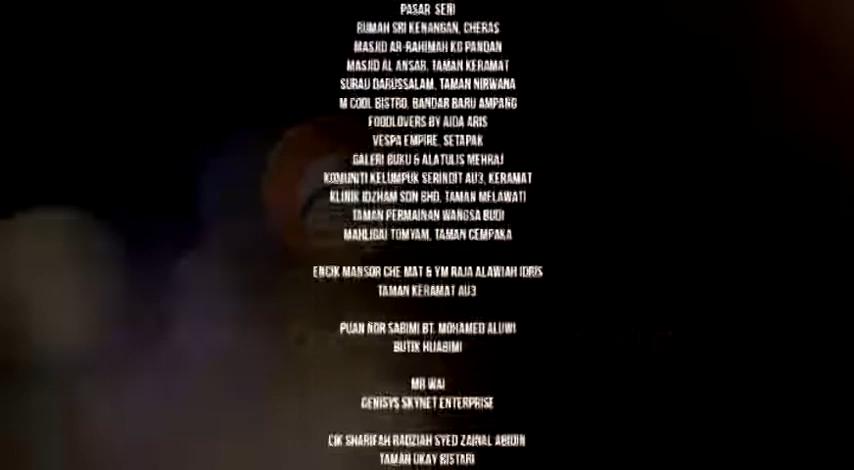 PASAR SENI
RUMAH SRI KENANGAN, CHERAS
MASJID AR-RAHIMAH KG PANDAN
MASJID AL ANSAR, TAMAN KERAMAT
SURAU DARUSSALAM, TAMAN NIRWANA
M COOL BISTRO, BANDAR BARU AMPANG
FOODLOVERS BY AIDA ARIS
VESPA EMPIRE, SETAPAK
GALERI BUKU & ALATULIS MEHRAJ
KOMUNITI KELUMPUK SERINDIT AU3, KERAMAT
KLINIK IDZHAM SDN BHD, TAMAN MELAWATI
TAMAN PERMAINAN WANGSA BUDI
MAHLIGAI TOMYAM, TAMAN CEMPAKA
ENCIK MANSOR CHE MAT & YM RAJA ALAWIAH IDRIS
TAMAN KERAMAT AU3
PUAN NOR SABIMI BT. MOHAMED ALUWI
BUTIK HUABIMI
MR WAI
GENISYS SKYNET ENTERPRISE
CIK SHARIFAH RADZIAH SYED ZAINAL ABIDIN
TAMAN UKAY BISTARI